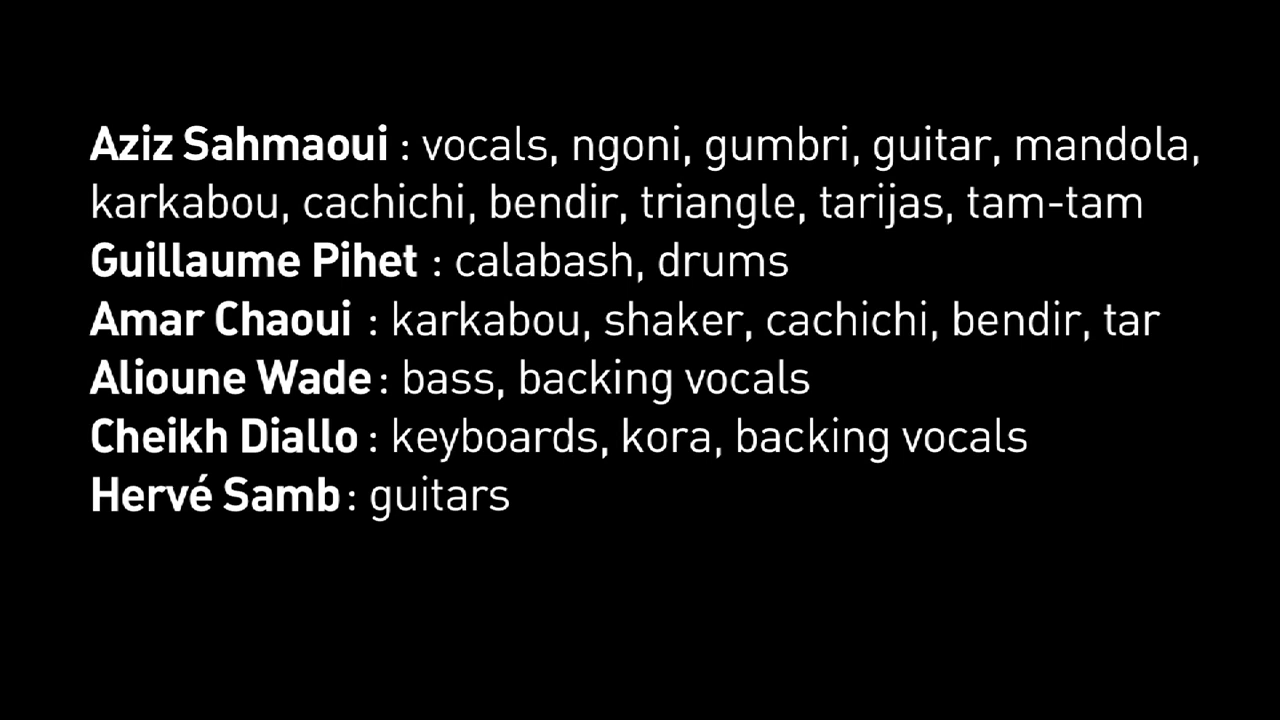 Aziz Sahmaoui : vocals, ngoni, gumbri, guitar, mandola,
karkabou, cachichi, bendir, triangle, tarijas, tam-tam
Guillaume Pihet : calabash, drums
Amar Chaoui : karkabou, shaker, cachichi, bendir, tar
Alioune Wade : bass, backing vocals
Cheikh Diallo : keyboards, kora, backing vocals
Hervé Samb : guitars